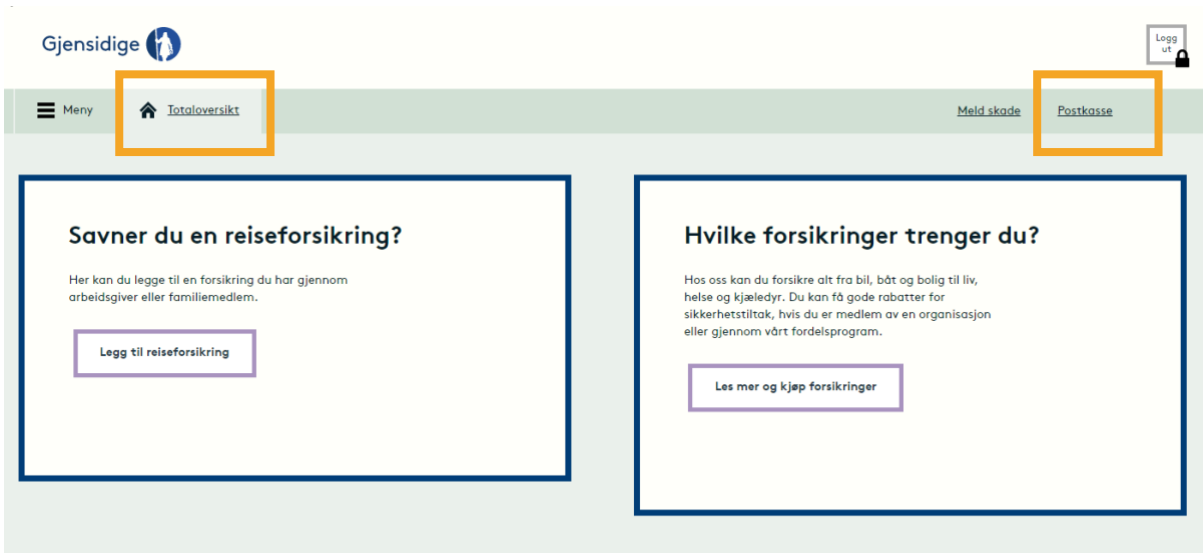 Gjensidige
Logg
ut
Meny
Totaloversikt
Meld skade
Postkasse
Savner du en reiseforsikring?
Her kan du legge til en forsikring du har gjennom
arbeidsgiver eller familiemedlem.
Legg til reiseforsikring
Hvilke forsikringer trenger du?
Hos oss kan du forsikre alt fra bil, båt og bolig til liv,
helse og kjæledyr. Du kan få gode rabatter for
sikkerhetstiltak, hvis du er medlem av en organisasjon
eller gjennom vårt fordelsprogram.
Les mer og kjøp forsikringer